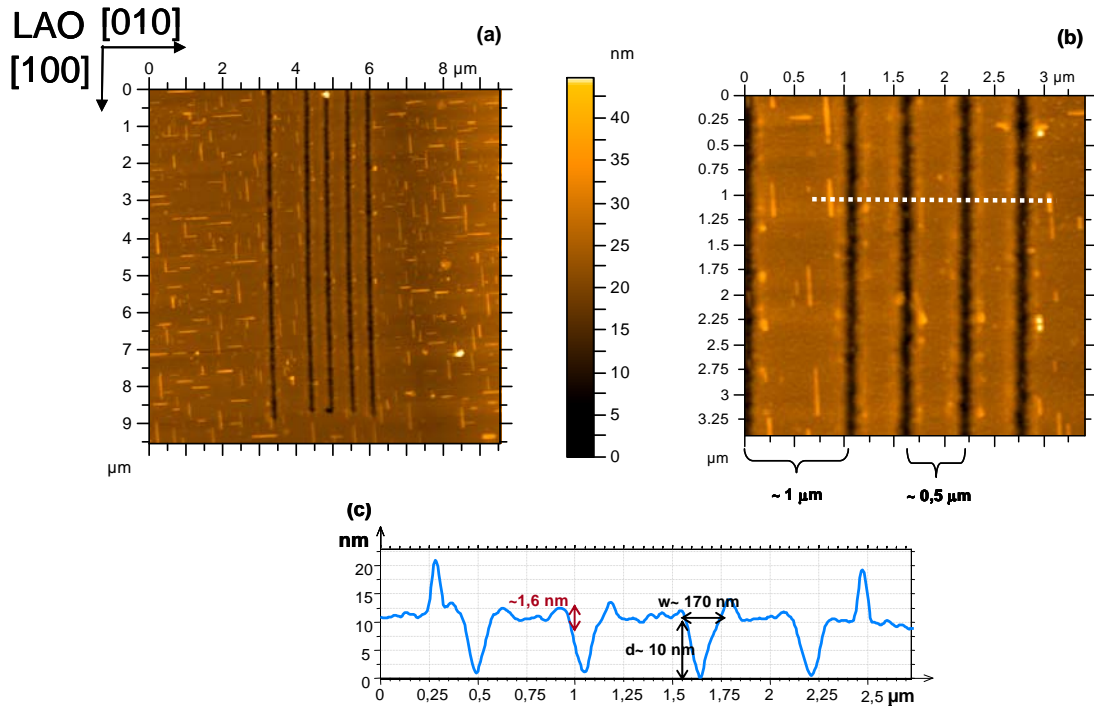 LAO [010]
[100]
(a)
0 2 4 6 8 µm
0
1
2
3
4
5
6
7
8
9
µm
nm
40
35
30
25
20
15
10
5
0
(b)
0 0.5 1 1.5 2 2.5 3 µm
0
0.25
0.5
0.75
1
1.25
1.5
1.75
2
2.25
2.5
2.75
3
3.25
µm
~ 1 µm
~ 0,5 µm
(c)
nm
20
15
10
5
0
~1,6 nm
w~ 170 nm
d~ 10 nm
0 0,25 0,5 0,75 1 1,25 1,5 1,75 2 2,25 2,5 µm